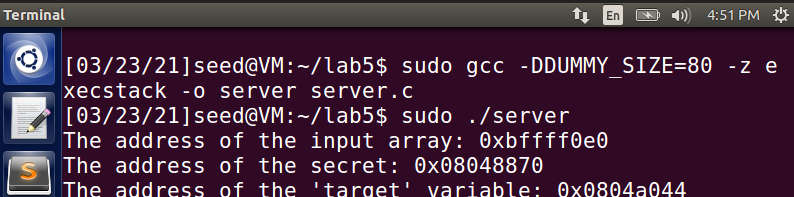 Terminal
En
4:51 PM
[03/23/21]seed@VM:~/lab5$ sudo gcc -DDUMMY_SIZE=80 -z e
xecstack -o server server.c
[03/23/21]seed@VM:~/lab5$ sudo ./server
The address of the input array: 0xbffff0e0
The address of the secret: 0x08048870
The address of the 'target' variable: 0x0804a044